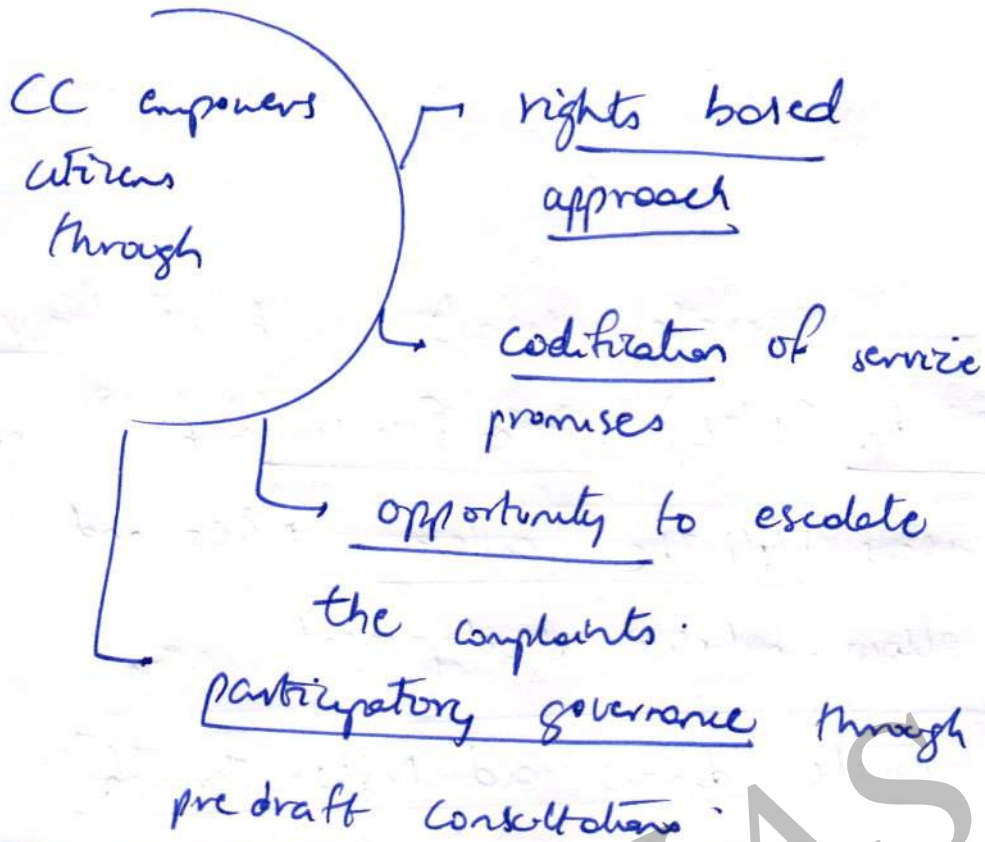 CC empowers
citizens
through
rights based
approach
codification of service
promises
opportunity to escalate
the complaints.
participatory governance through
predraft consultations.
AS